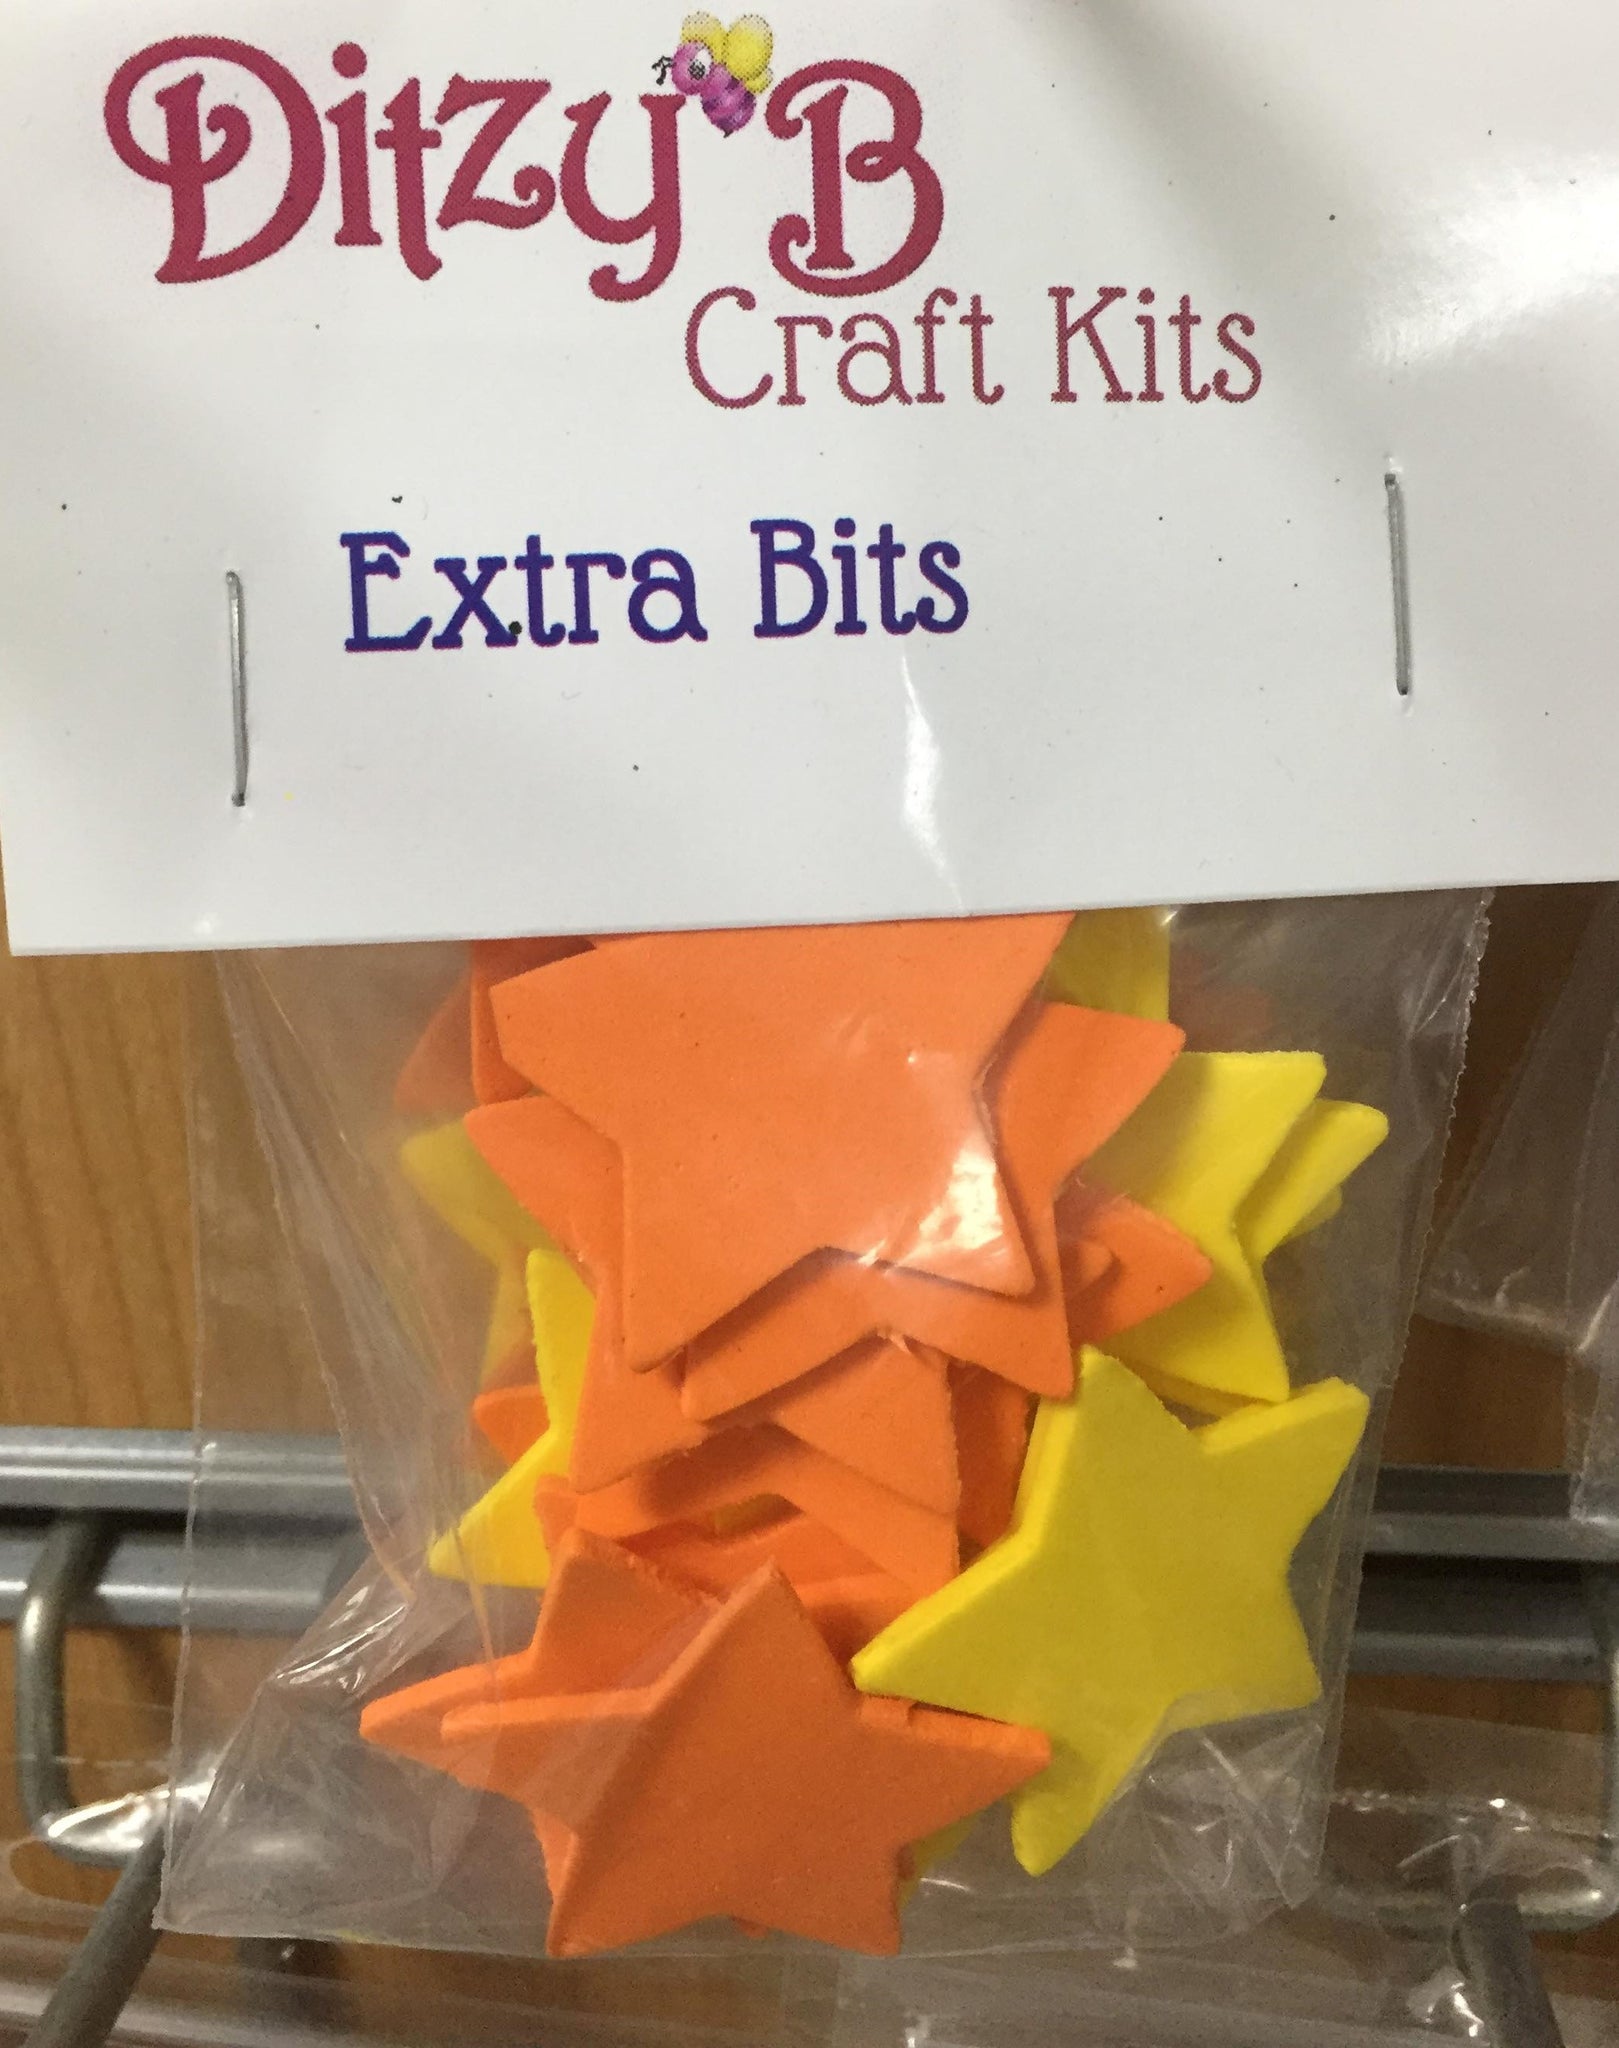 Ditzy B
Craft Kits
Extra Bits